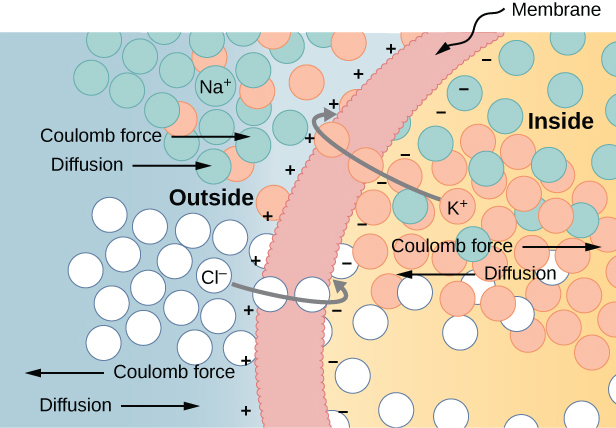 Membrane
Na+
Inside
Coulomb force
Diffusion
Outside
K+
Coulomb force
Diffusion
Cl−
Coulomb force
Diffusion